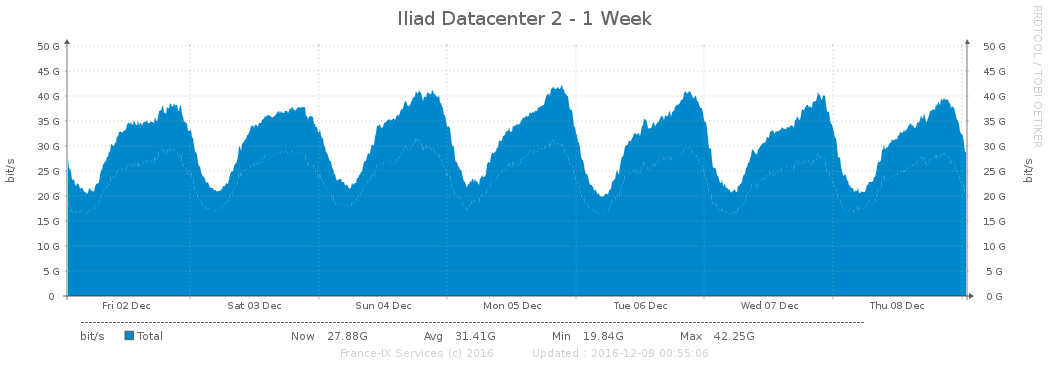 Iliad Datacenter 2 - 1 Week
RRDTOOL / TOBI OETIKER
50 G 50 G
45 G 45 G
40 G 40 G
35 G 35 G
30 G 30 G
25 G 25 G
20 G 20 G
15 G 15 G
10 G 10 G
5 G 5 G
0 0 G
bit/s bit/s
Fri 02 Dec Sat 03 Dec Sun 04 Dec Mon 05 Dec Tue 06 Dec Wed 07 Dec Thu 08 Dec
bit/s Total Now 27.88G Avg 31.41G Min 19.84G Max 42.25G
France-IX Services (c) 2016 Updated : 2016-12-09 00:55:06